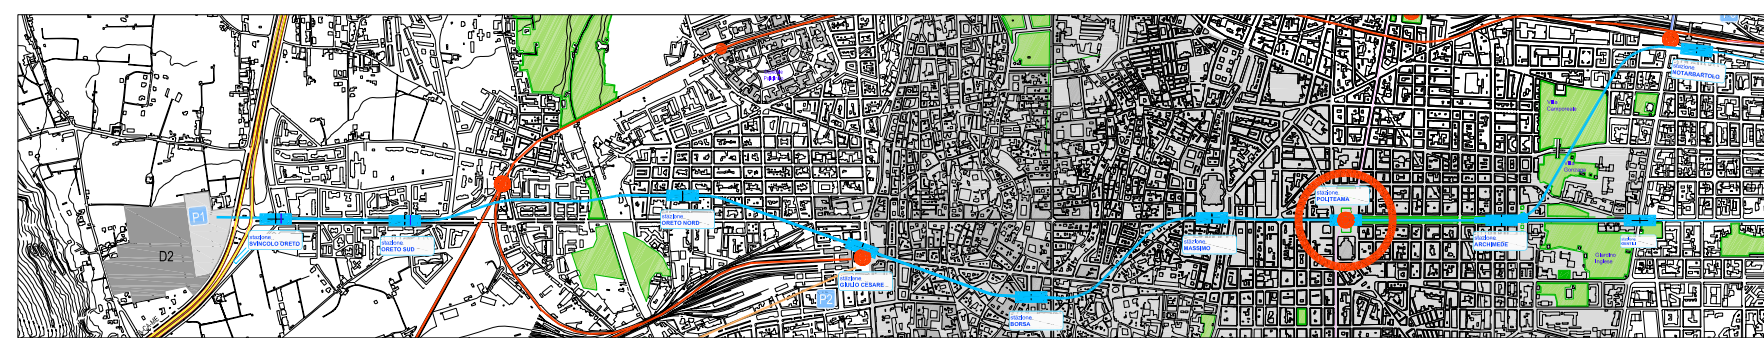 P1
D2
stazione
SVINCOLO ORETO
stazione
ORETO SUD
stazione
ORETO NORD
stazione
GIULIO CESARE
P2
stazione
BORSA
stazione
MASSIMO
stazione
POLITEAMA
stazione
ARCHIMEDE
stazione
NOTARBARTOLO
Villa
Giardino
Inglese